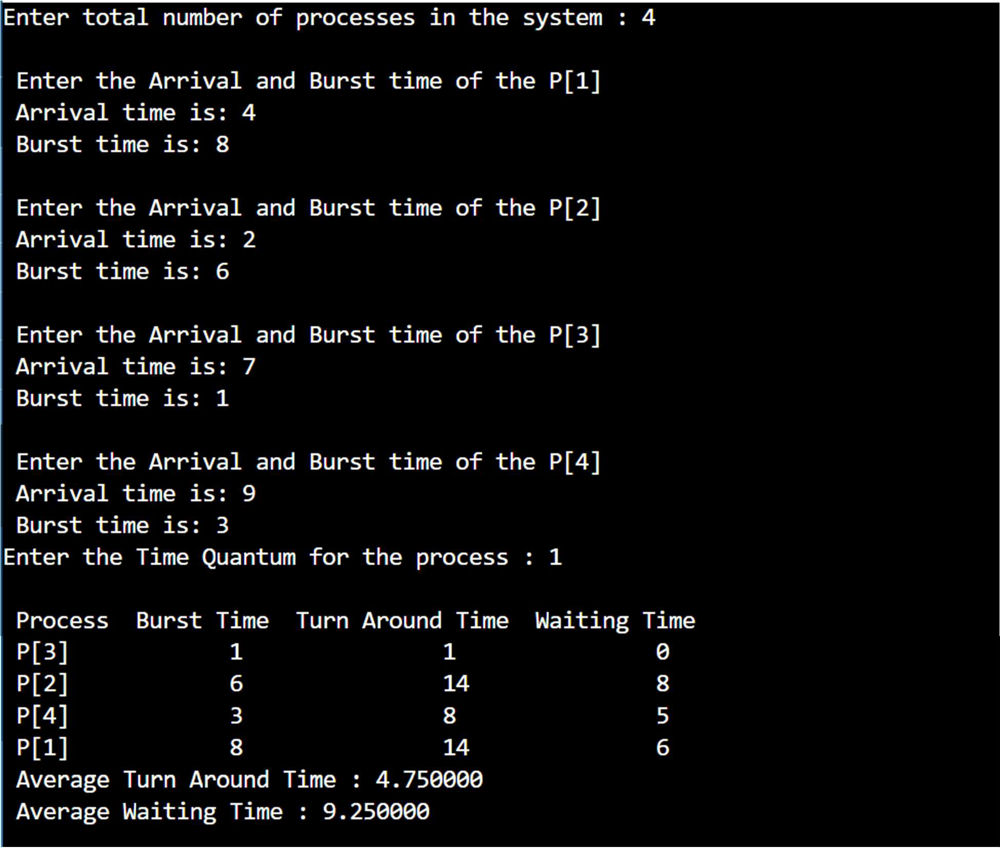 Enter total number of processes in the system : 4
Enter the Arrival and Burst time of the P[1]
Arrival time is: 4
Burst time is: 8
Enter the Arrival and Burst time of the P[2]
Arrival time is: 2
Burst time is: 6
Enter the Arrival and Burst time of the P[3]
Arrival time is: 7
Burst time is: 1
Enter the Arrival and Burst time of the P[4]
Arrival time is: 9
Burst time is: 3
Enter the Time Quantum for the process : 1
Process Burst Time Turn Around Time Waiting Time
P[3] 1 1 0
P[2] 6 14 8
P[4] 3 8 5
P[1] 8 14 6
Average Turn Around Time : 4.750000
Average Waiting Time : 9.250000